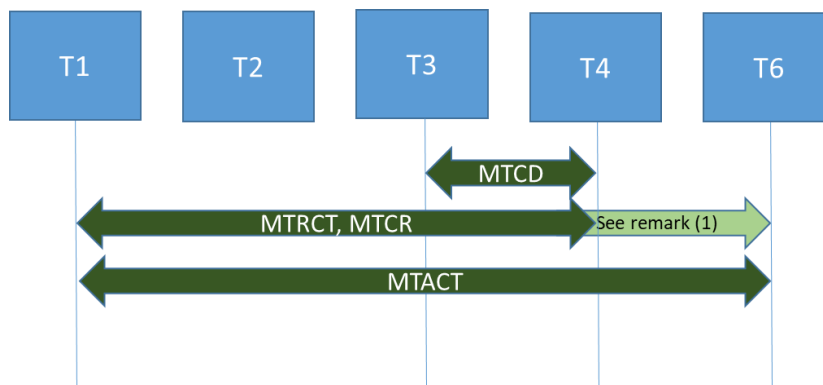 T1 T2 T3 T4 T6
MTCD
MTRCT, MTCR See remark (1)
MTACT